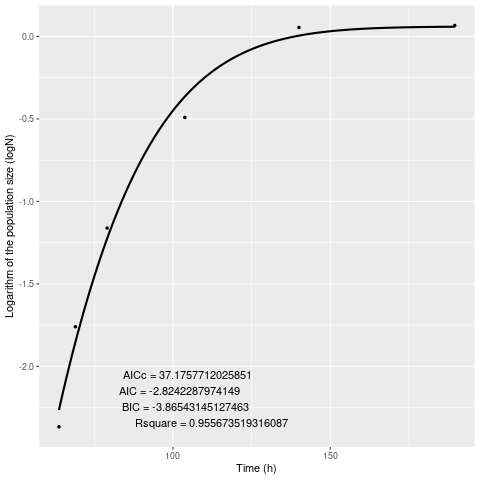 Logarithm of the population size (logN)
0.0
-0.5
-1.0
-1.5
-2.0
AICc = 37.1757712025851
AIC = -2.8242287974149
BIC = -3.86543145127463
Rsquare = 0.955673519316087
100
150
Time (h)